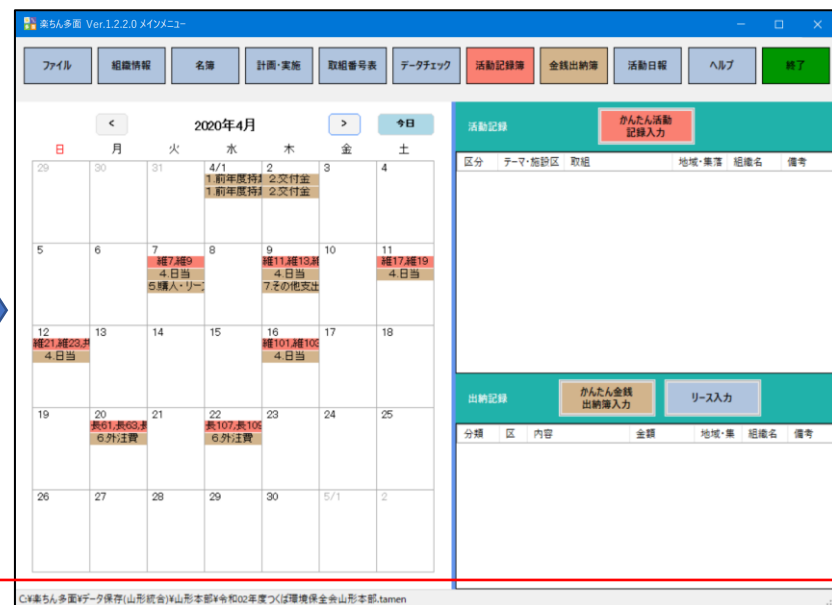 楽ちん多面 Ver.1.2.2.0 メインメニュー
ファイル 組織情報 名簿 計画・実施 取組番号表 データチェック 活動記録簿 金銭出納簿 活動日報 ヘルプ 終了
< 2020年4月 > 今日
日 月 火 水 木 金 土
29 30 31 4/1 2 3 4
1.前年度持 2.交付金
1.前年度持 2.交付金
5 6 7 8 9 10 11
維7,維9 維11,維13,維 維17,維19
4.日当 4.日当 4.日当
5.購入・リー 7.その他支出
12 13 14 15 16 17 18
維21,維23,共 維101,維103
4.日当 4.日当
19 20 21 22 23 24 25
長61,長63,長 長107,長109
6.外注費 6.外注費
26 27 28 29 30 5/1 2
活動記録 かんたん活動
記録入力
区分 テーマ・施設区 取組 地域・集落 組織名 備考
出納記録 かんたん金銭
出納簿入力 リース入力
分類 区 内容 金額 地域・集 組織名 備考
C:¥楽ちん多面¥データ保存(山形統合)¥山形本部¥令和02年度つくば環境保全会山形本部.tamen